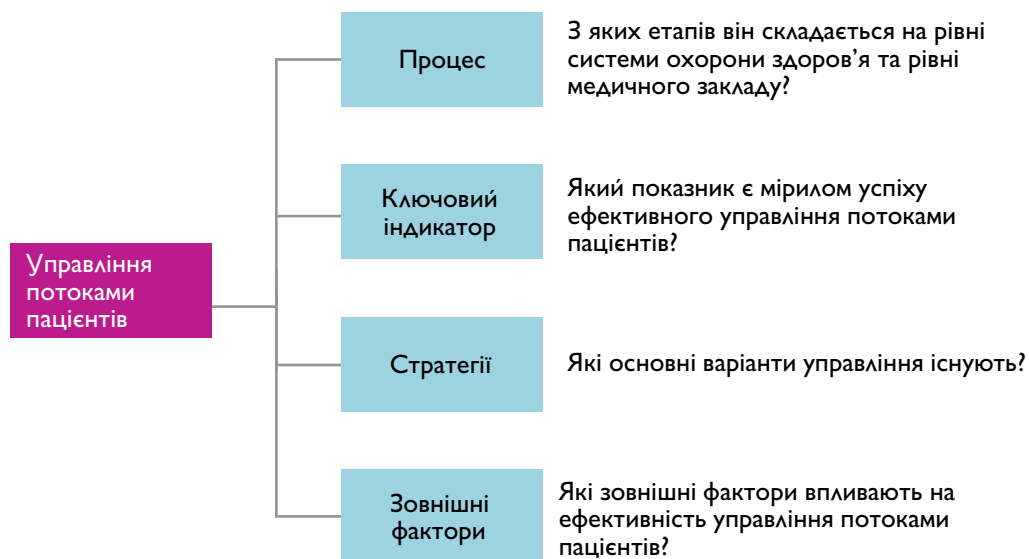 Процес
З яких етапів він складається на рівні
системи охорони здоров’я та рівні
медичного закладу?
Ключовий
індикатор
Який показник є мірилом успіху
ефективного управління потоками
пацієнтів?
Управління
потоками
пацієнтів
Стратегії
Які основні варіанти управління існують?
Зовнішні
фактори
Які зовнішні фактори впливають на
ефективність управління потоками
пацієнтів?